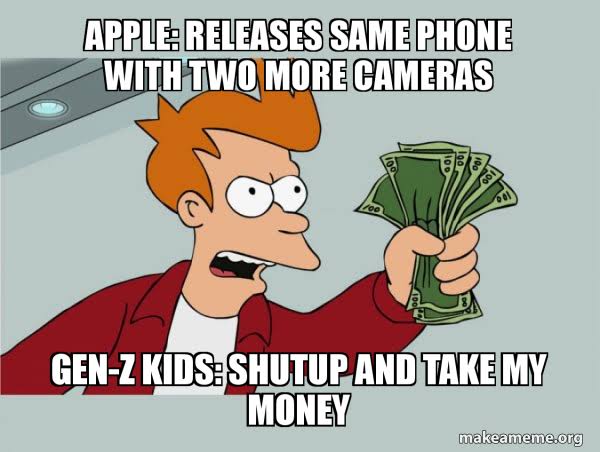 APPLE: RELEASES SAME PHONE
WITH TWO MORE CAMERAS
GEN-Z KIDS: SHUTUP AND TAKE MY
MONEY
makeameme.org